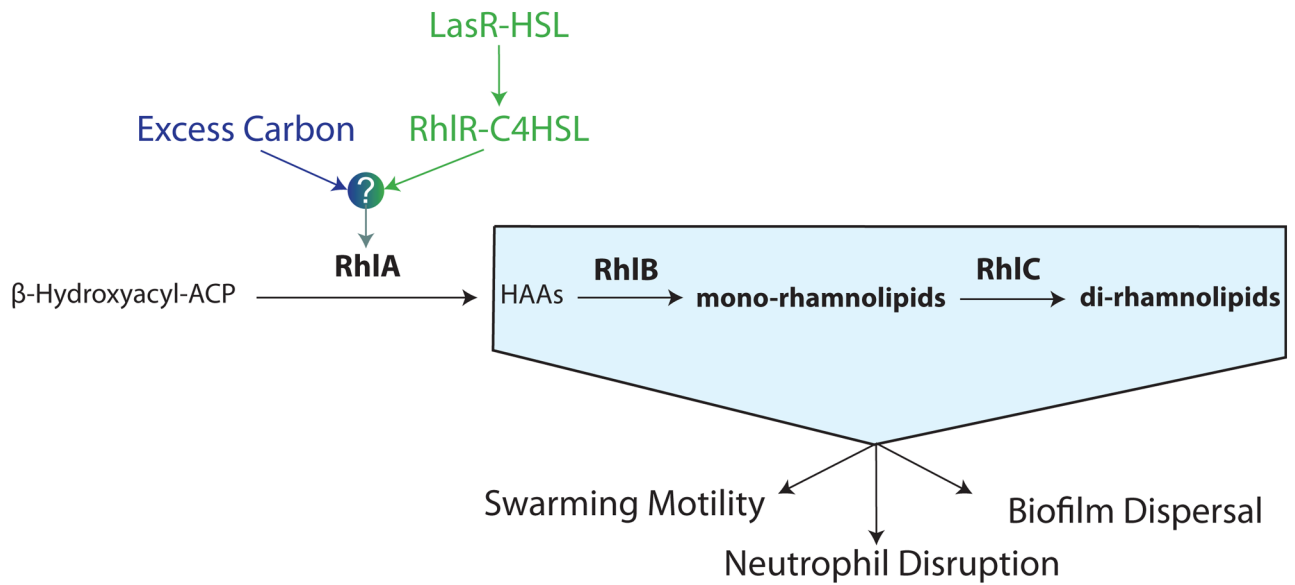 LasR-HSL
Excess Carbon
RhlR-C4HSL
?
RhlA
RhlB
RhlC
β-Hydroxyacyl-ACP
HAAs
mono-rhamnolipids
di-rhamnolipids
Swarming Motility
Biofilm Dispersal
Neutrophil Disruption